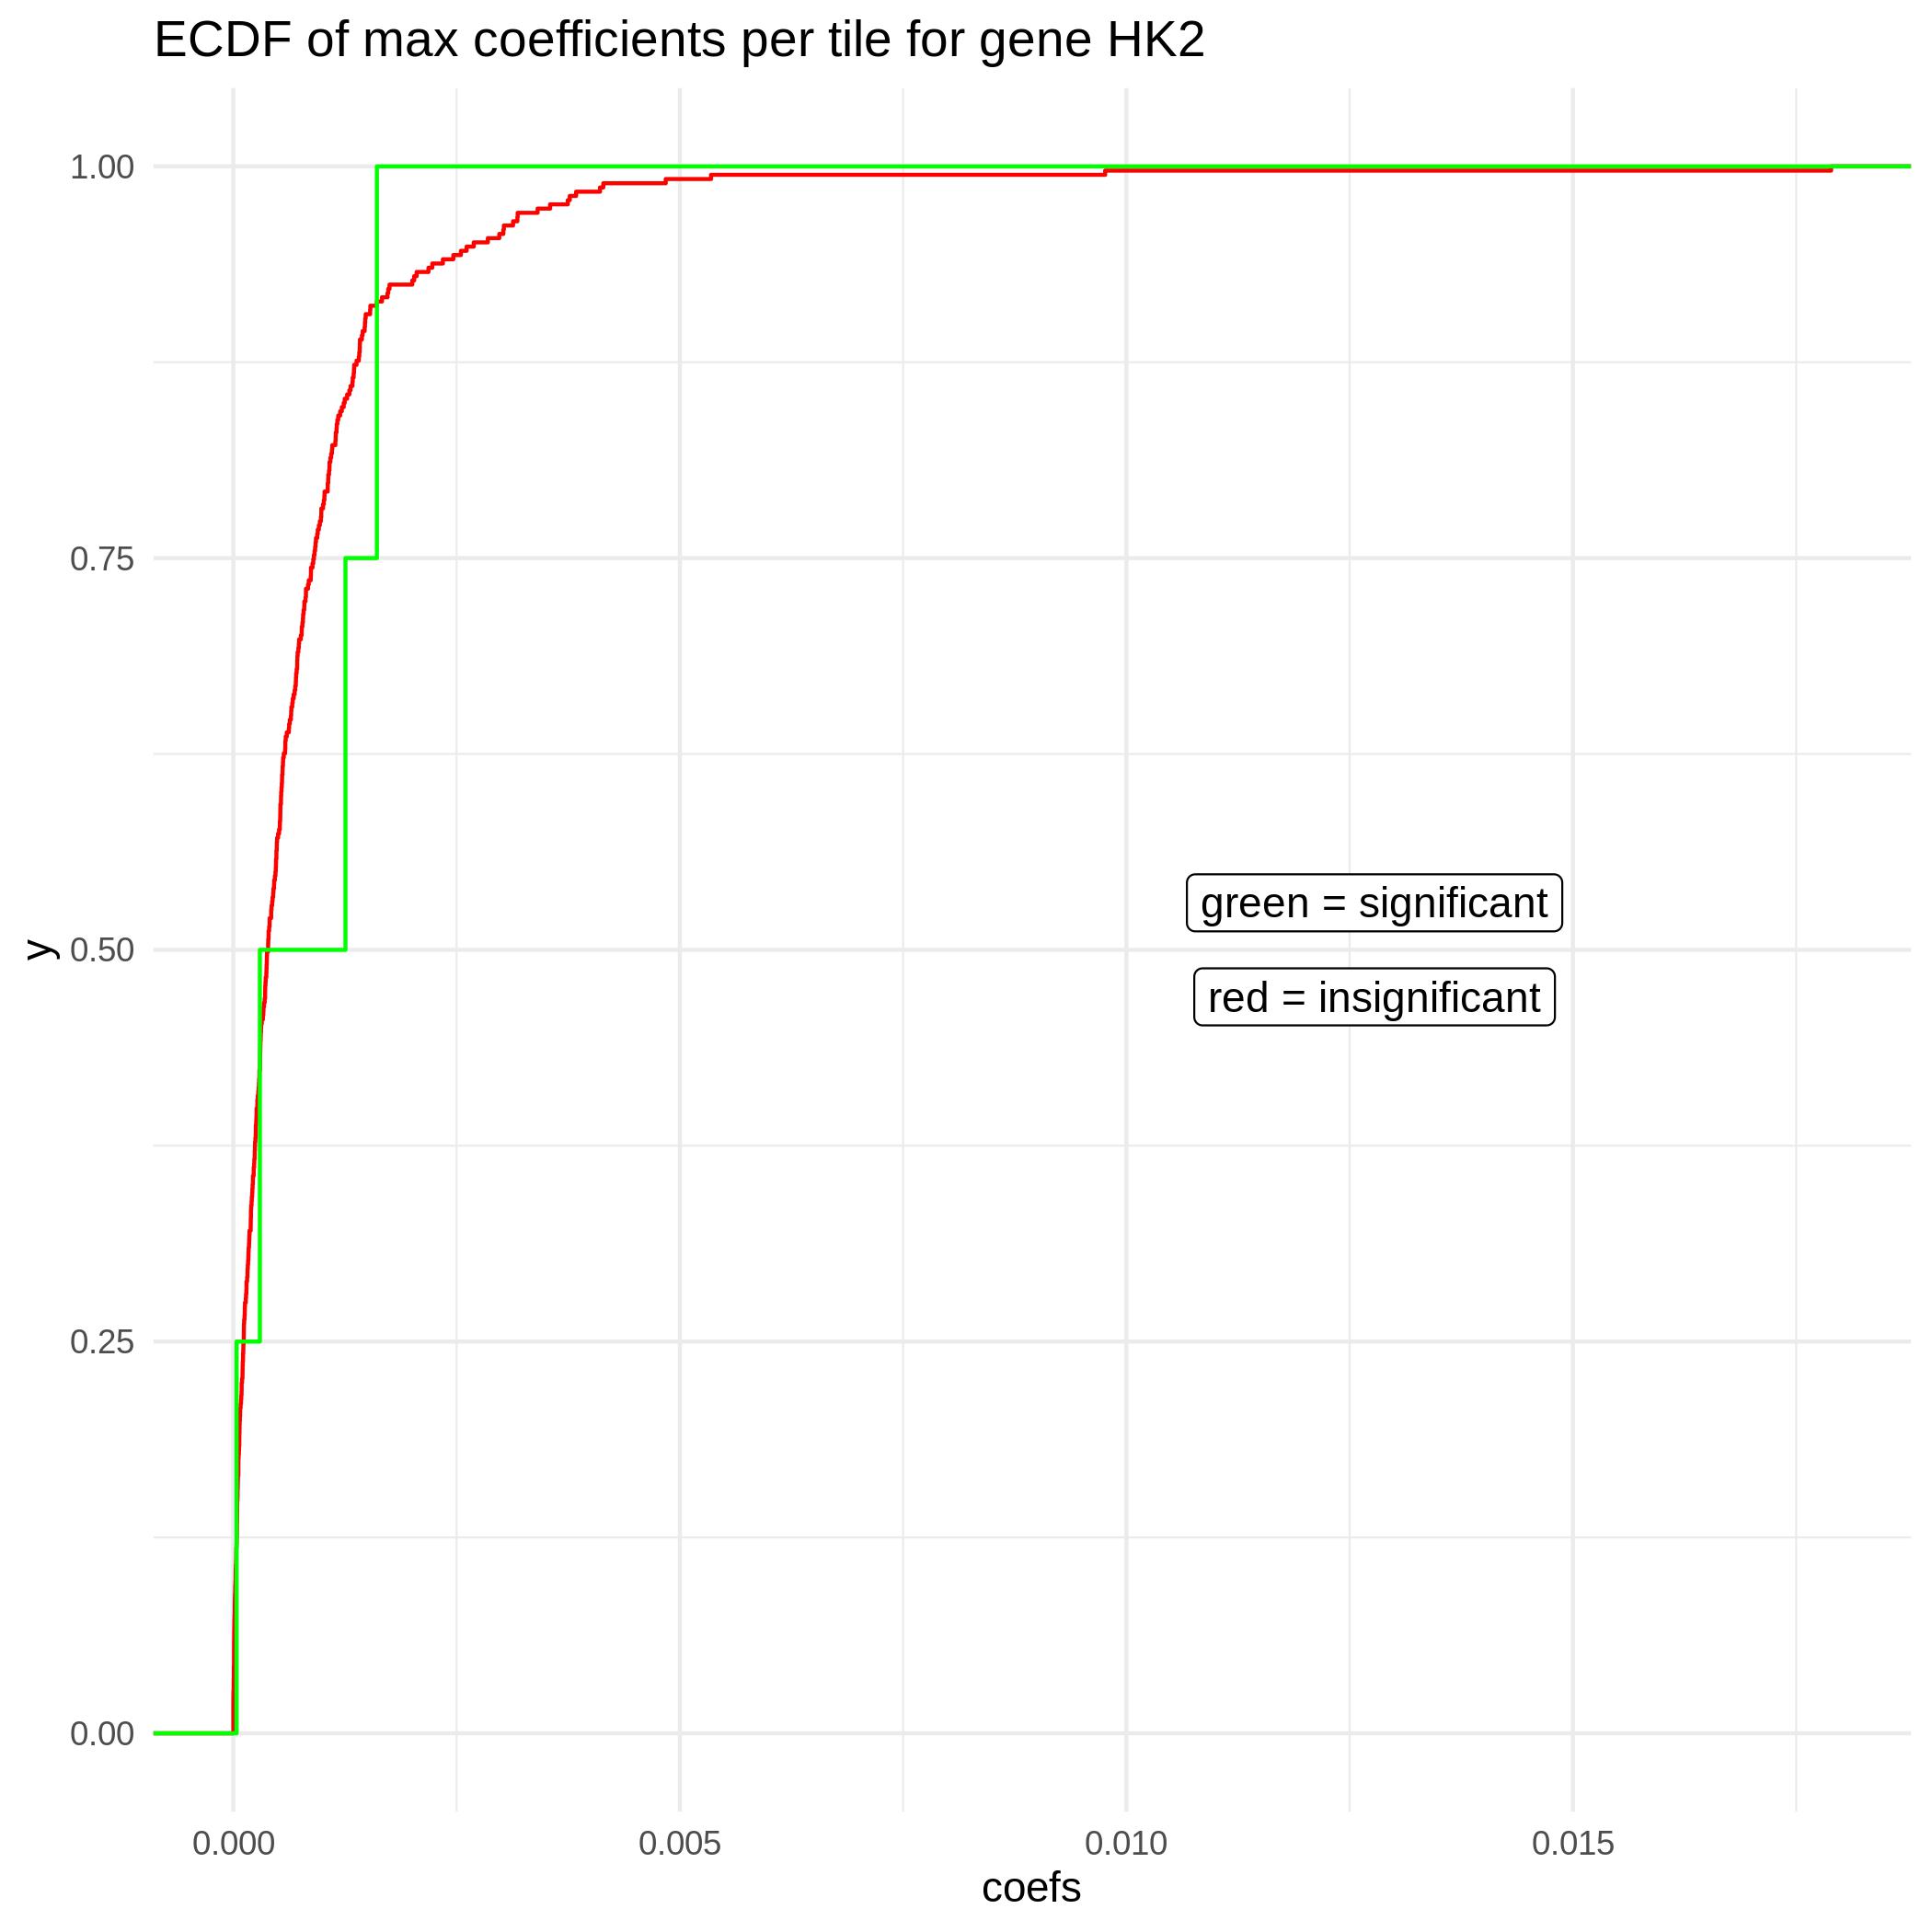 ECDF of max coefficients per tile for gene HK2
1.00
0.75
0.50
0.25
0.00
y
green = significant
red = insignificant
0.000 0.005 0.010 0.015
coefs